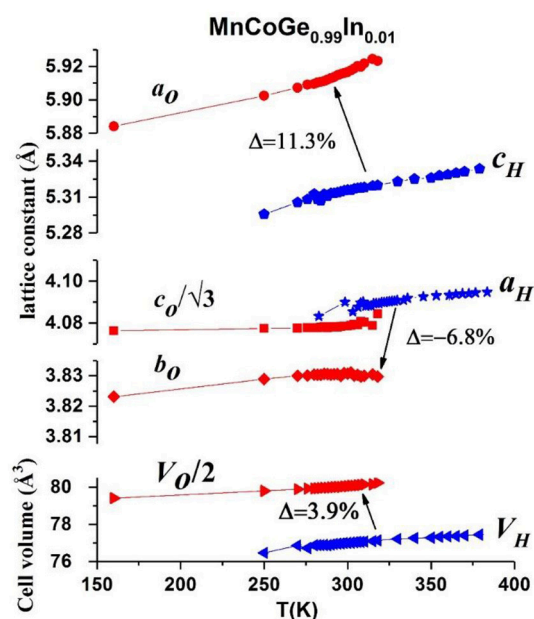 MnCoGe0.99In0.01
5.92
5.90
5.88
aO
Δ=11.3%
5.34
5.31
5.28
cH
lattice constant (Å)
4.10
4.08
cO/√3
aH
Δ=−6.8%
3.83
3.82
3.81
bO
80
78
76
VO/2
Δ=3.9%
VH
Cell volume (Å3)
150 200 250 300 350 400
T(K)